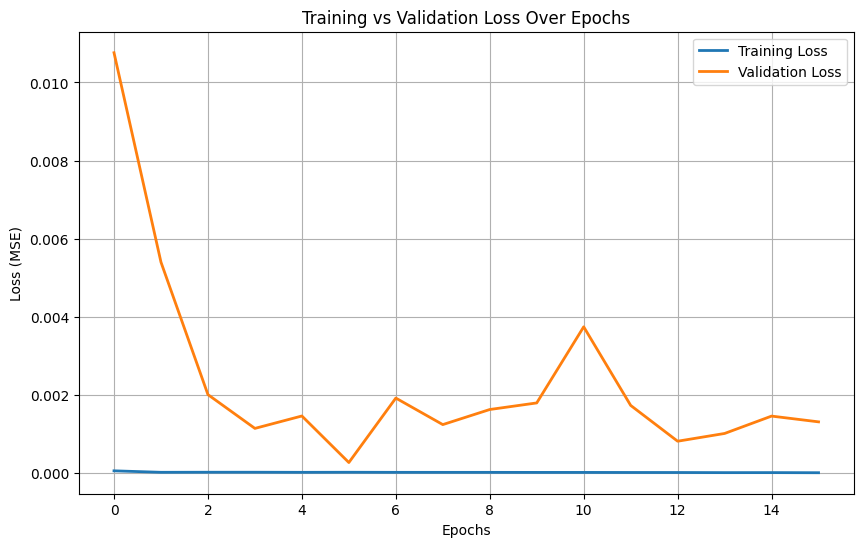 Training vs Validation Loss Over Epochs
Training Loss
Validation Loss
Loss (MSE)
0.010
0.008
0.006
0.004
0.002
0.000
0 2 4 6 8 10 12 14
Epochs